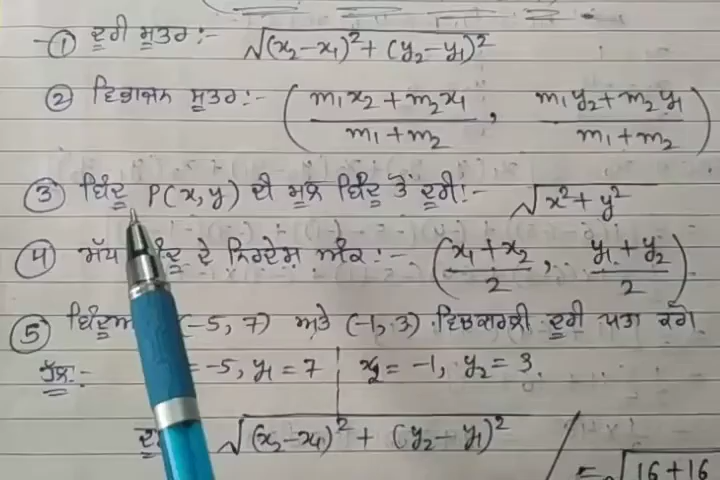 ① ਦੂਰੀ ਸੂਤਰ:- √(x₂-x₁)²+(y₂-y₁)²
② ਵਿਭਾਜਨ ਸੂਤਰ:- ( (m₁x₂+m₂x₁)/(m₁+m₂) , (m₁y₂+m₂y₁)/(m₁+m₂) )
③ ਬਿੰਦੂ P(x,y) ਦੀ ਮੂਲ ਬਿੰਦੂ ਤੋਂ ਦੂਰੀ:- √x²+y²
④ ਮੱਧ ਦੇ ਨਿਰਦੇਸ਼ ਅੰਕ:- ( (x₁+x₂)/2 , (y₁+y₂)/2 )
⑤ (-5, 7) ਅਤੇ (-1, 3) ਵਿਚਕਾਰਲੀ ਦੂਰੀ ਪਤਾ ਕਰੋ
ਹੱਲ:- = -5, y₁ = 7 | x₂ = -1, y₂ = 3.
√(x₂-x₁)²+(y₂-y₁)²
= √16+16